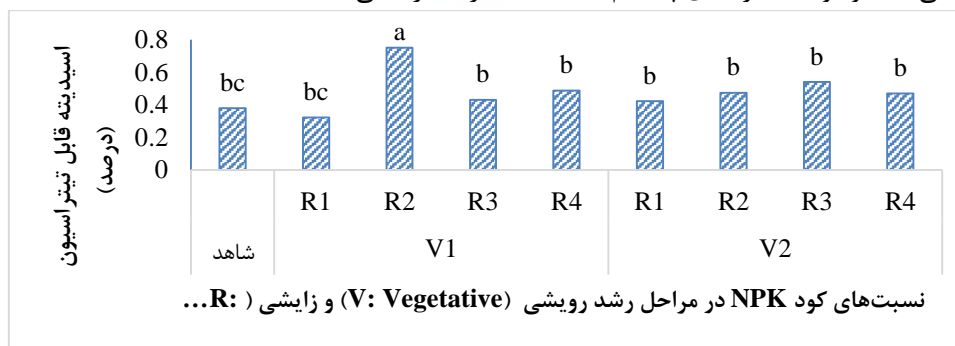 اسیدیته قابل تیتراسیون
(درصد)
0.8
0.6
0.4
0.2
0
bc bc a b b b b b b
R1 R2 R3 R4 R1 R2 R3 R4
شاهد V1 V2
نسبت‌های کود NPK در مراحل رشد رویشی (V: Vegetative) و زایشی ( R:…